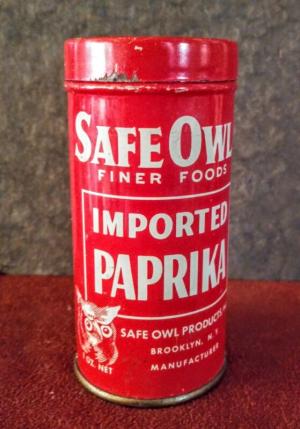 SAFE OWL
FINER FOODS
IMPORTED
PAPRIKA
SAFE OWL PRODUCTS
BROOKLYN, N.Y.
MANUFACTURER
OZ. NET